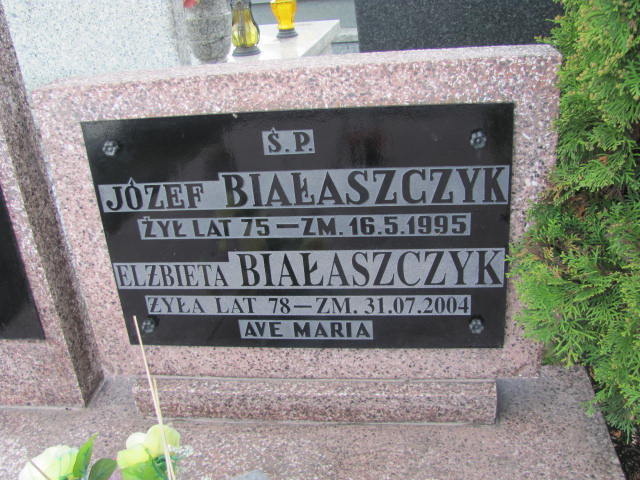 Ś.P.
JÓZEF BIAŁASZCZYK
ŻYŁ LAT 75 — ZM. 16.5.1995
ELŻBIETA BIAŁASZCZYK
ŻYŁA LAT 78 — ZM. 31.07.2004
AVE MARIA